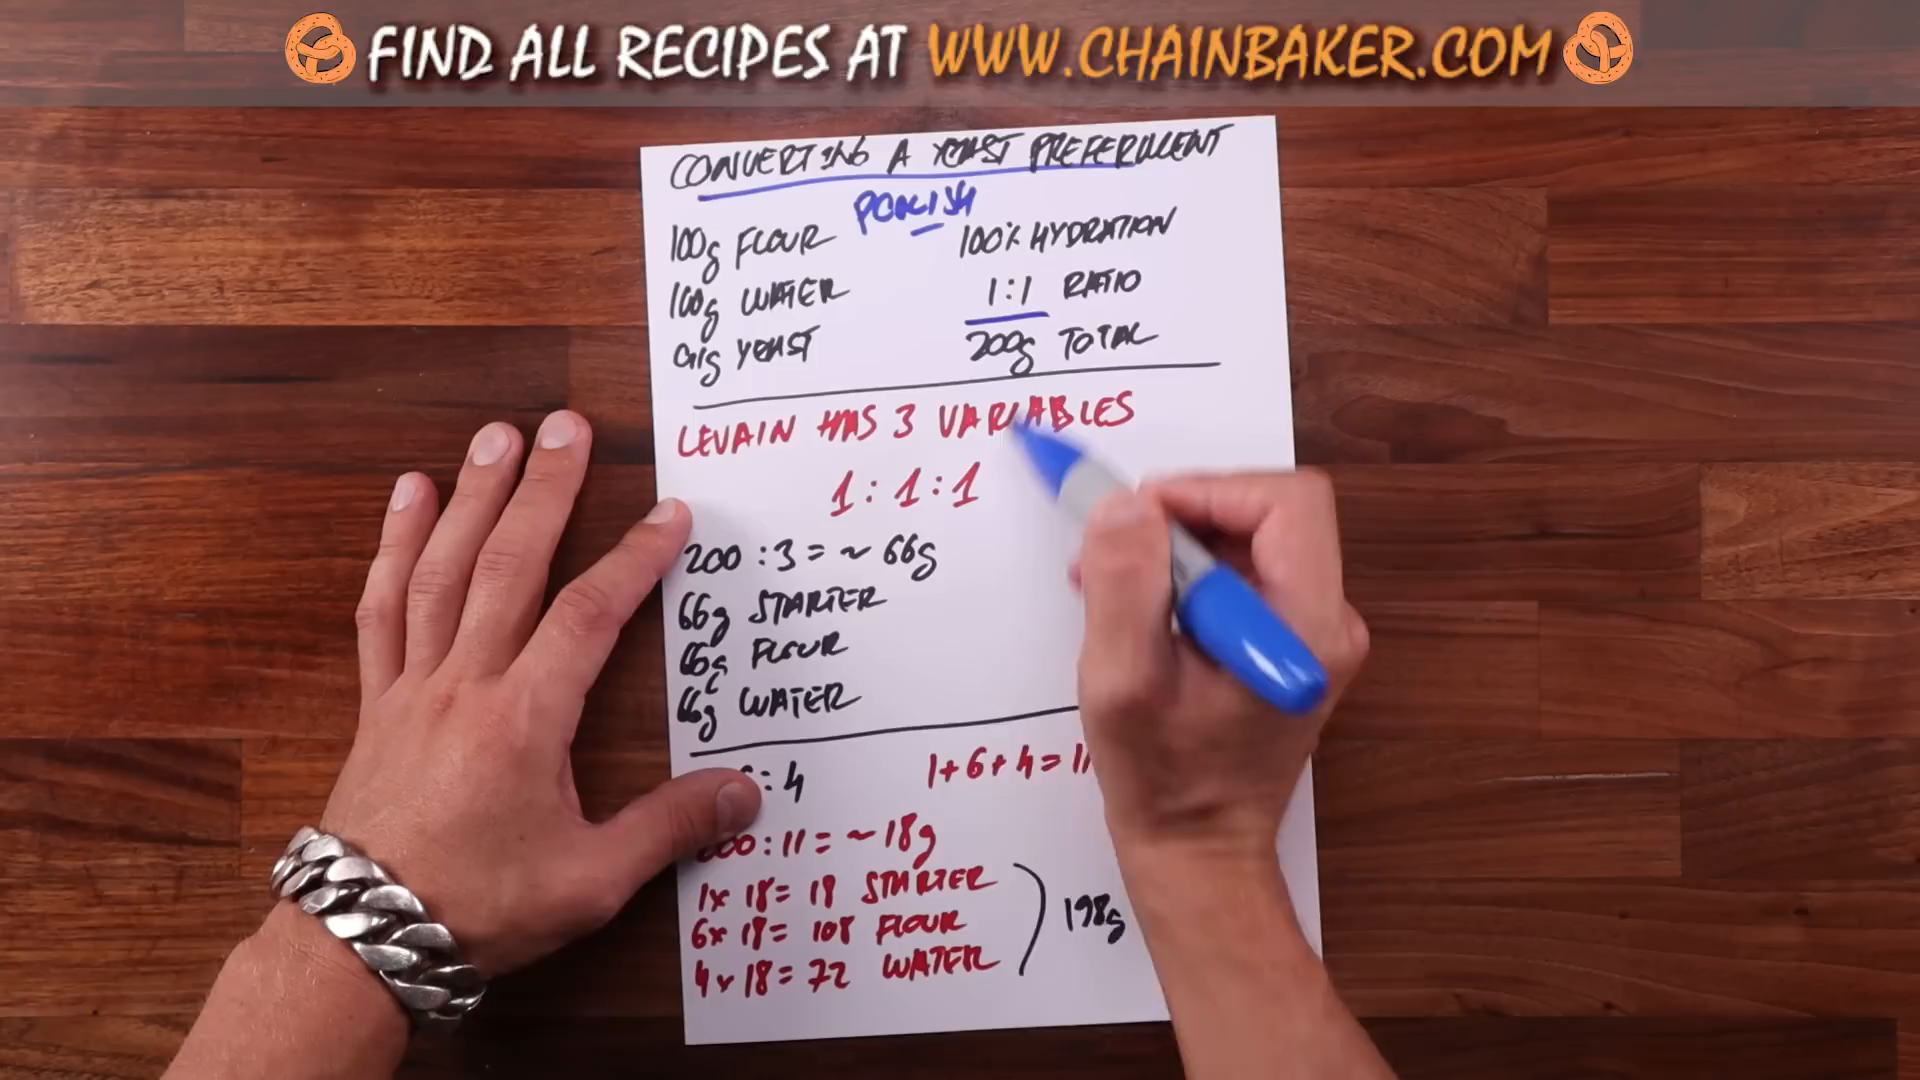 FIND ALL RECIPES AT WWW.CHAINBAKER.COM
CONVERTING A YEAST PREFERMENT
POOLISH
100g FLOUR
100% HYDRATION
100g WATER
1:1 RATIO
0.1g YEAST
200g TOTAL
LEVAIN HAS 3 VARIABLES
1:1:1
200:3=~66g
66g STARTER
66g FLOUR
66g WATER
:4
1+6+4=11
:11=~18g
1x 18= 18 STARTER
6x 18= 108 FLOUR
4x 18= 72 WATER
198g